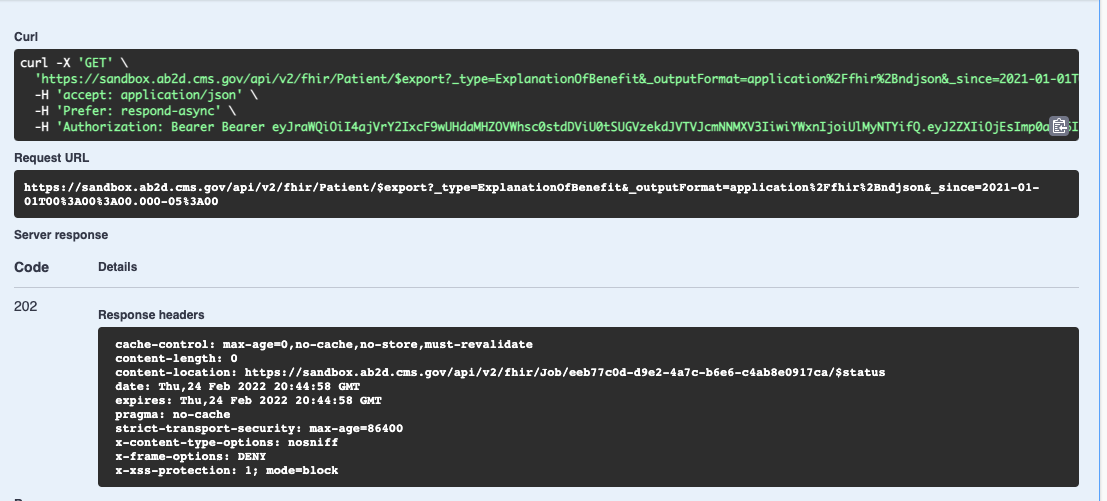 Curl
curl -X 'GET' \
'https://sandbox.ab2d.cms.gov/api/v2/fhir/Patient/$export?_type=ExplanationOfBenefit&_outputFormat=application%2Ffhir%2Bndjson&_since=2021-01-01T
-H 'accept: application/json' \
-H 'Prefer: respond-async' \
-H 'Authorization: Bearer Bearer
Request URL
https://sandbox.ab2d.cms.gov/api/v2/fhir/Patient/$export?_type=ExplanationOfBenefit&_outputFormat=application%2Ffhir%2Bndjson&_since=2021-01-
01T00%3A00%3A00.000-05%3A00
Server response
Code Details
202
Response headers
cache-control: max-age=0,no-cache,no-store,must-revalidate
content-length: 0
content-location: https://sandbox.ab2d.cms.gov/api/v2/fhir/Job/eeb77c0d-d9e2-4a7c-b6e6-c4ab8e0917ca/$status
date: Thu,24 Feb 2022 20:44:58 GMT
expires: Thu,24 Feb 2022 20:44:58 GMT
pragma: no-cache
strict-transport-security: max-age=86400
x-content-type-options: nosniff
x-frame-options: DENY
x-xss-protection: 1; mode=block